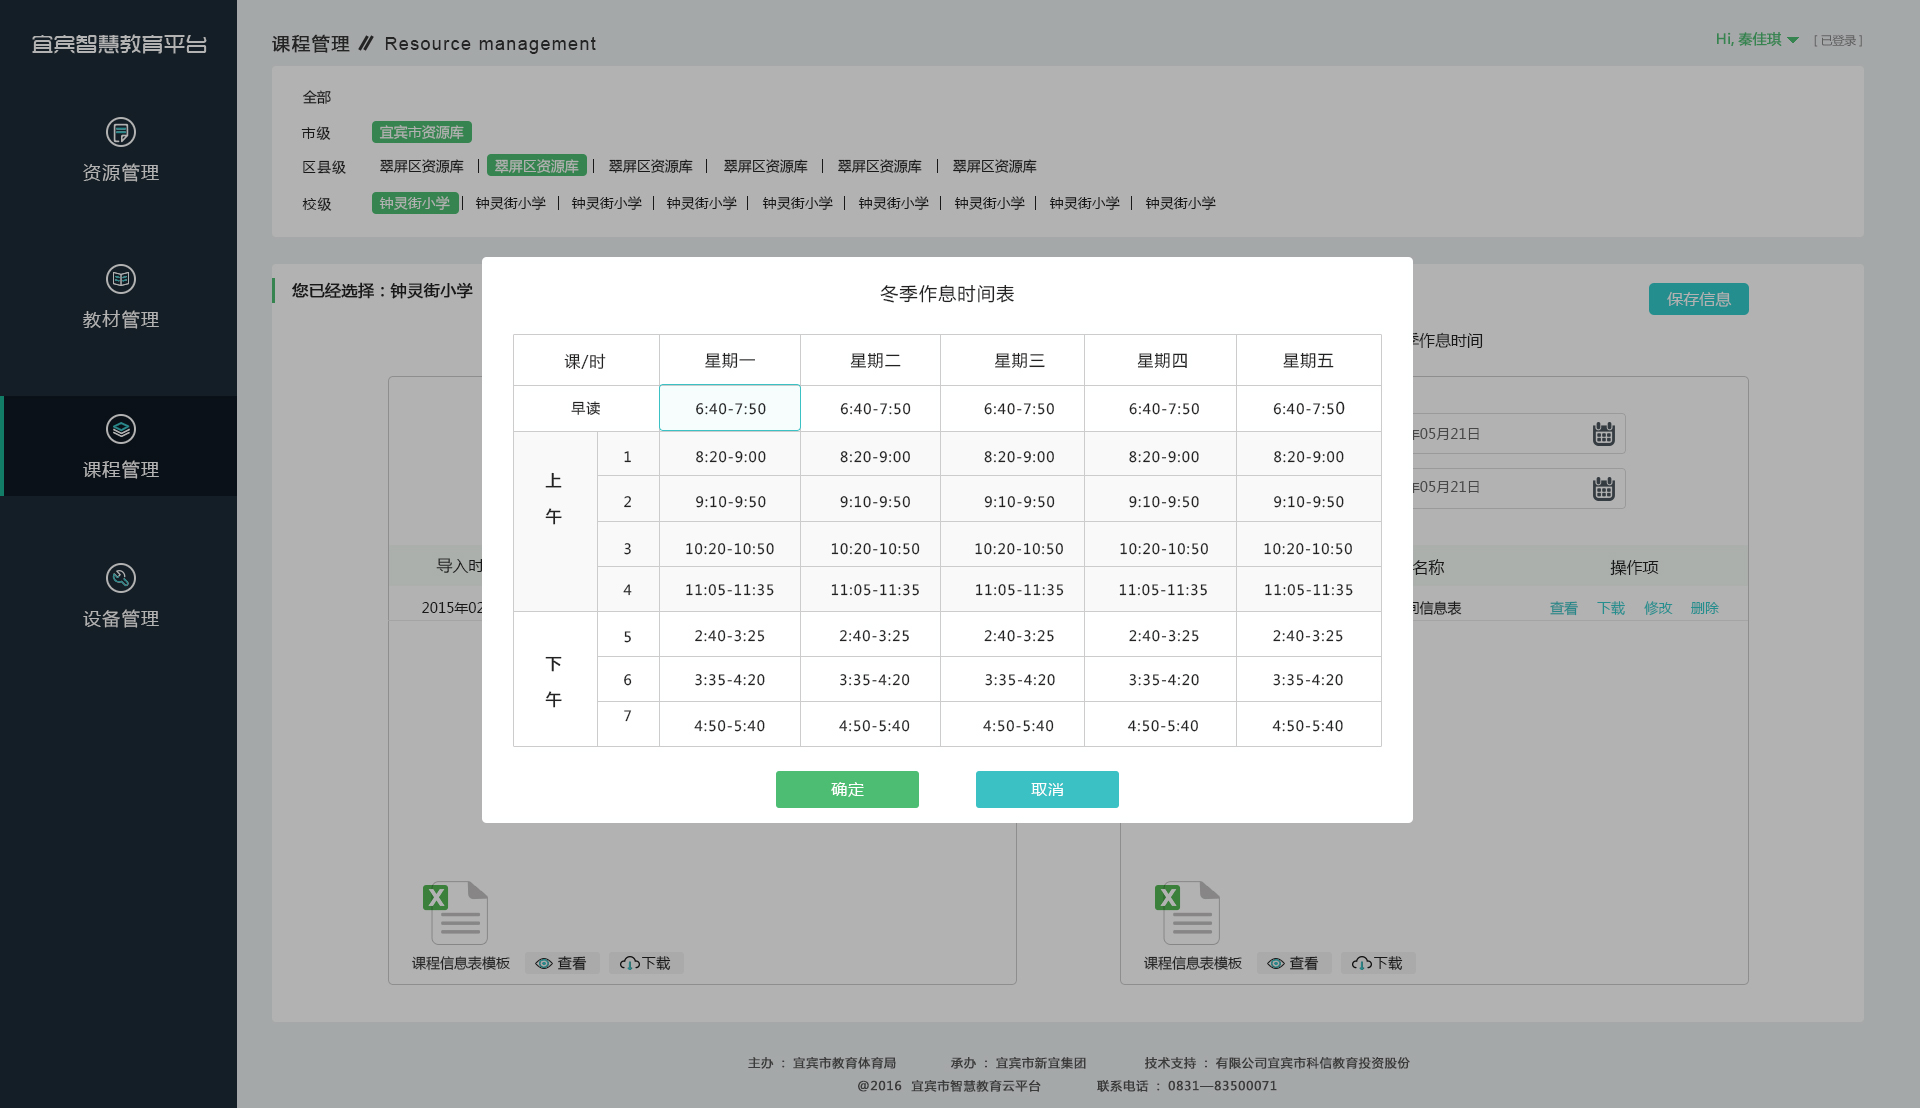 宜宾智慧教育平台
资源管理
教材管理
课程管理
设备管理
课程管理 // Resource management
Hi, 秦佳琪 [ 已登录 ]
全部
市级 宜宾市资源库
区县级 翠屏区资源库 | 翠屏区资源库 | 翠屏区资源库 | 翠屏区资源库 | 翠屏区资源库 | 翠屏区资源库
校级 钟灵街小学 | 钟灵街小学 | 钟灵街小学 | 钟灵街小学 | 钟灵街小学 | 钟灵街小学 | 钟灵街小学 | 钟灵街小学 | 钟灵街小学
您已经选择：钟灵街小学
保存信息
季作息时间
年05月21日
年05月21日
导入时
名称 操作项
2015年02
间信息表 查看 下载 修改 删除
冬季作息时间表
课/时 星期一 星期二 星期三 星期四 星期五
早读 6:40-7:50 6:40-7:50 6:40-7:50 6:40-7:50 6:40-7:50
上午
1 8:20-9:00 8:20-9:00 8:20-9:00 8:20-9:00 8:20-9:00
2 9:10-9:50 9:10-9:50 9:10-9:50 9:10-9:50 9:10-9:50
3 10:20-10:50 10:20-10:50 10:20-10:50 10:20-10:50 10:20-10:50
4 11:05-11:35 11:05-11:35 11:05-11:35 11:05-11:35 11:05-11:35
下午
5 2:40-3:25 2:40-3:25 2:40-3:25 2:40-3:25 2:40-3:25
6 3:35-4:20 3:35-4:20 3:35-4:20 3:35-4:20 3:35-4:20
7 4:50-5:40 4:50-5:40 4:50-5:40 4:50-5:40 4:50-5:40
确定 取消
X
课程信息表模板 查看 下载
X
课程信息表模板 查看 下载
主办 ：宜宾市教育体育局 承办 ：宜宾市新宜集团 技术支持 ：有限公司宜宾市科信教育投资股份
@2016 宜宾市智慧教育云平台 联系电话 ：0831—83500071